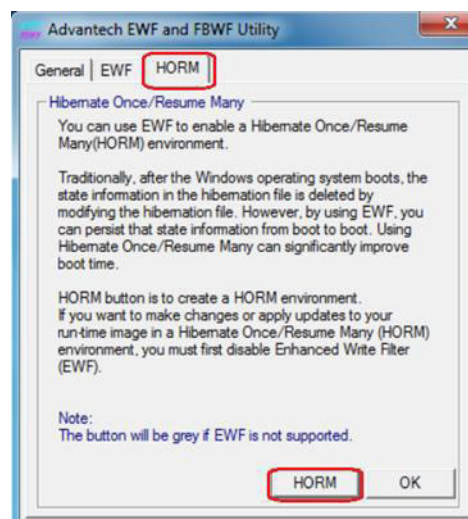 Advantech EWF and FBWF Utility
General EWF HORM
Hibernate Once/Resume Many
You can use EWF to enable a Hibernate Once/Resume
Many(HORM) environment.
Traditionally, after the Windows operating system boots, the
state information in the hibernation file is deleted by
modifying the hibernation file. However, by using EWF, you
can persist that state information from boot to boot. Using
Hibernate Once/Resume Many can significantly improve
boot time.
HORM button is to create a HORM environment.
If you want to make changes or apply updates to your
run-time image in a Hibernate Once/Resume Many (HORM)
environment, you must first disable Enhanced Write Filter
(EWF).
Note:
The button will be grey if EWF is not supported.
HORM OK